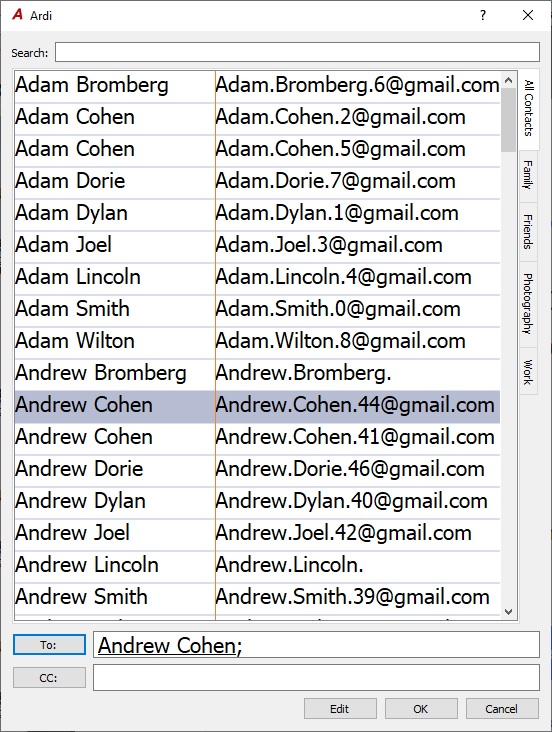 Ardi
?
Search:
Adam Bromberg Adam.Bromberg.6@gmail.com
Adam Cohen Adam.Cohen.2@gmail.com
Adam Cohen Adam.Cohen.5@gmail.com
Adam Dorie Adam.Dorie.7@gmail.com
Adam Dylan Adam.Dylan.1@gmail.com
Adam Joel Adam.Joel.3@gmail.com
Adam Lincoln Adam.Lincoln.4@gmail.com
Adam Smith Adam.Smith.0@gmail.com
Adam Wilton Adam.Wilton.8@gmail.com
Andrew Bromberg Andrew.Bromberg.
Andrew Cohen Andrew.Cohen.44@gmail.com
Andrew Cohen Andrew.Cohen.41@gmail.com
Andrew Dorie Andrew.Dorie.46@gmail.com
Andrew Dylan Andrew.Dylan.40@gmail.com
Andrew Joel Andrew.Joel.42@gmail.com
Andrew Lincoln Andrew.Lincoln.
Andrew Smith Andrew.Smith.39@gmail.com
All Contacts
Family
Friends
Photography
Work
To: Andrew Cohen;
CC:
Edit OK Cancel